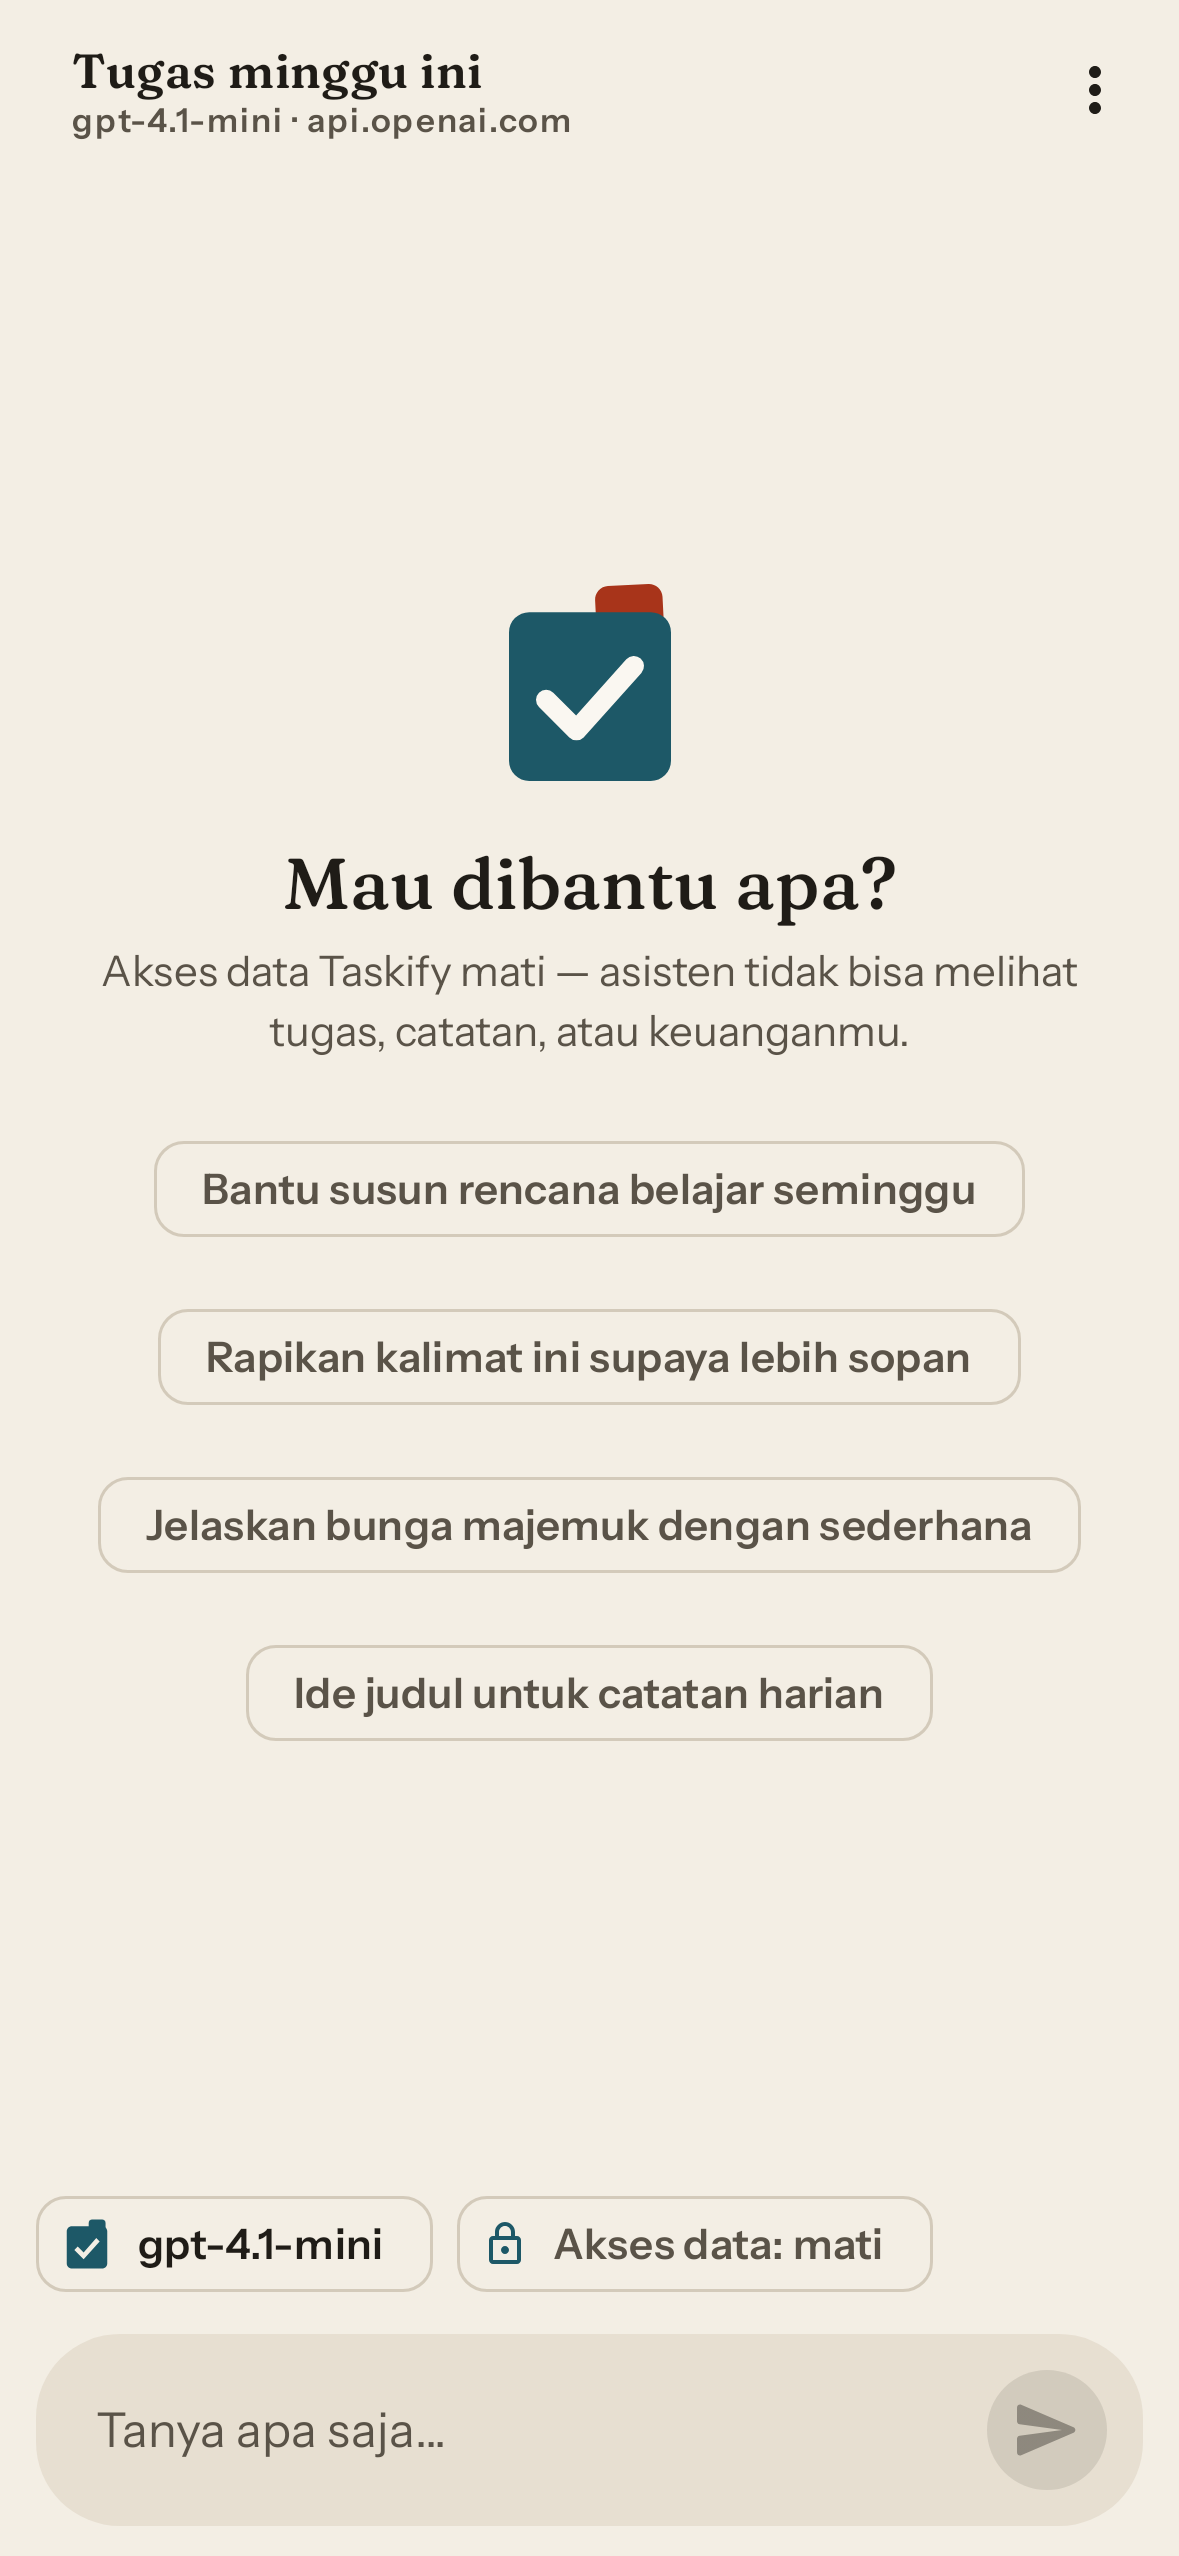 Tugas minggu ini
gpt-4.1-mini · api.openai.com
Mau dibantu apa?
Akses data Taskify mati — asisten tidak bisa melihat
tugas, catatan, atau keuanganmu.
Bantu susun rencana belajar seminggu
Rapikan kalimat ini supaya lebih sopan
Jelaskan bunga majemuk dengan sederhana
Ide judul untuk catatan harian
gpt-4.1-mini
Akses data: mati
Tanya apa saja…